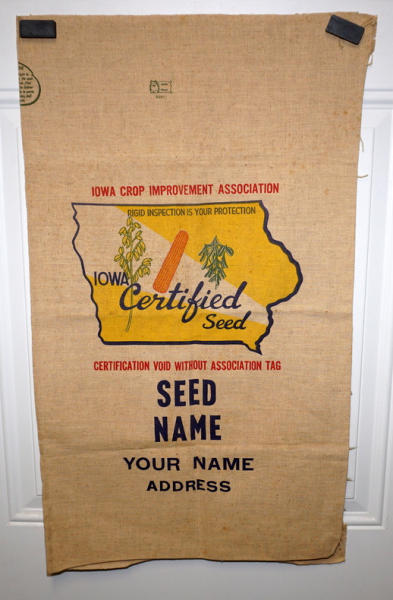 IOWA CROP IMPROVEMENT ASSOCIATION
RIGID INSPECTION IS YOUR PROTECTION
IOWA
Certified
Seed
CERTIFICATION VOID WITHOUT ASSOCIATION TAG
SEED
NAME
YOUR NAME
ADDRESS